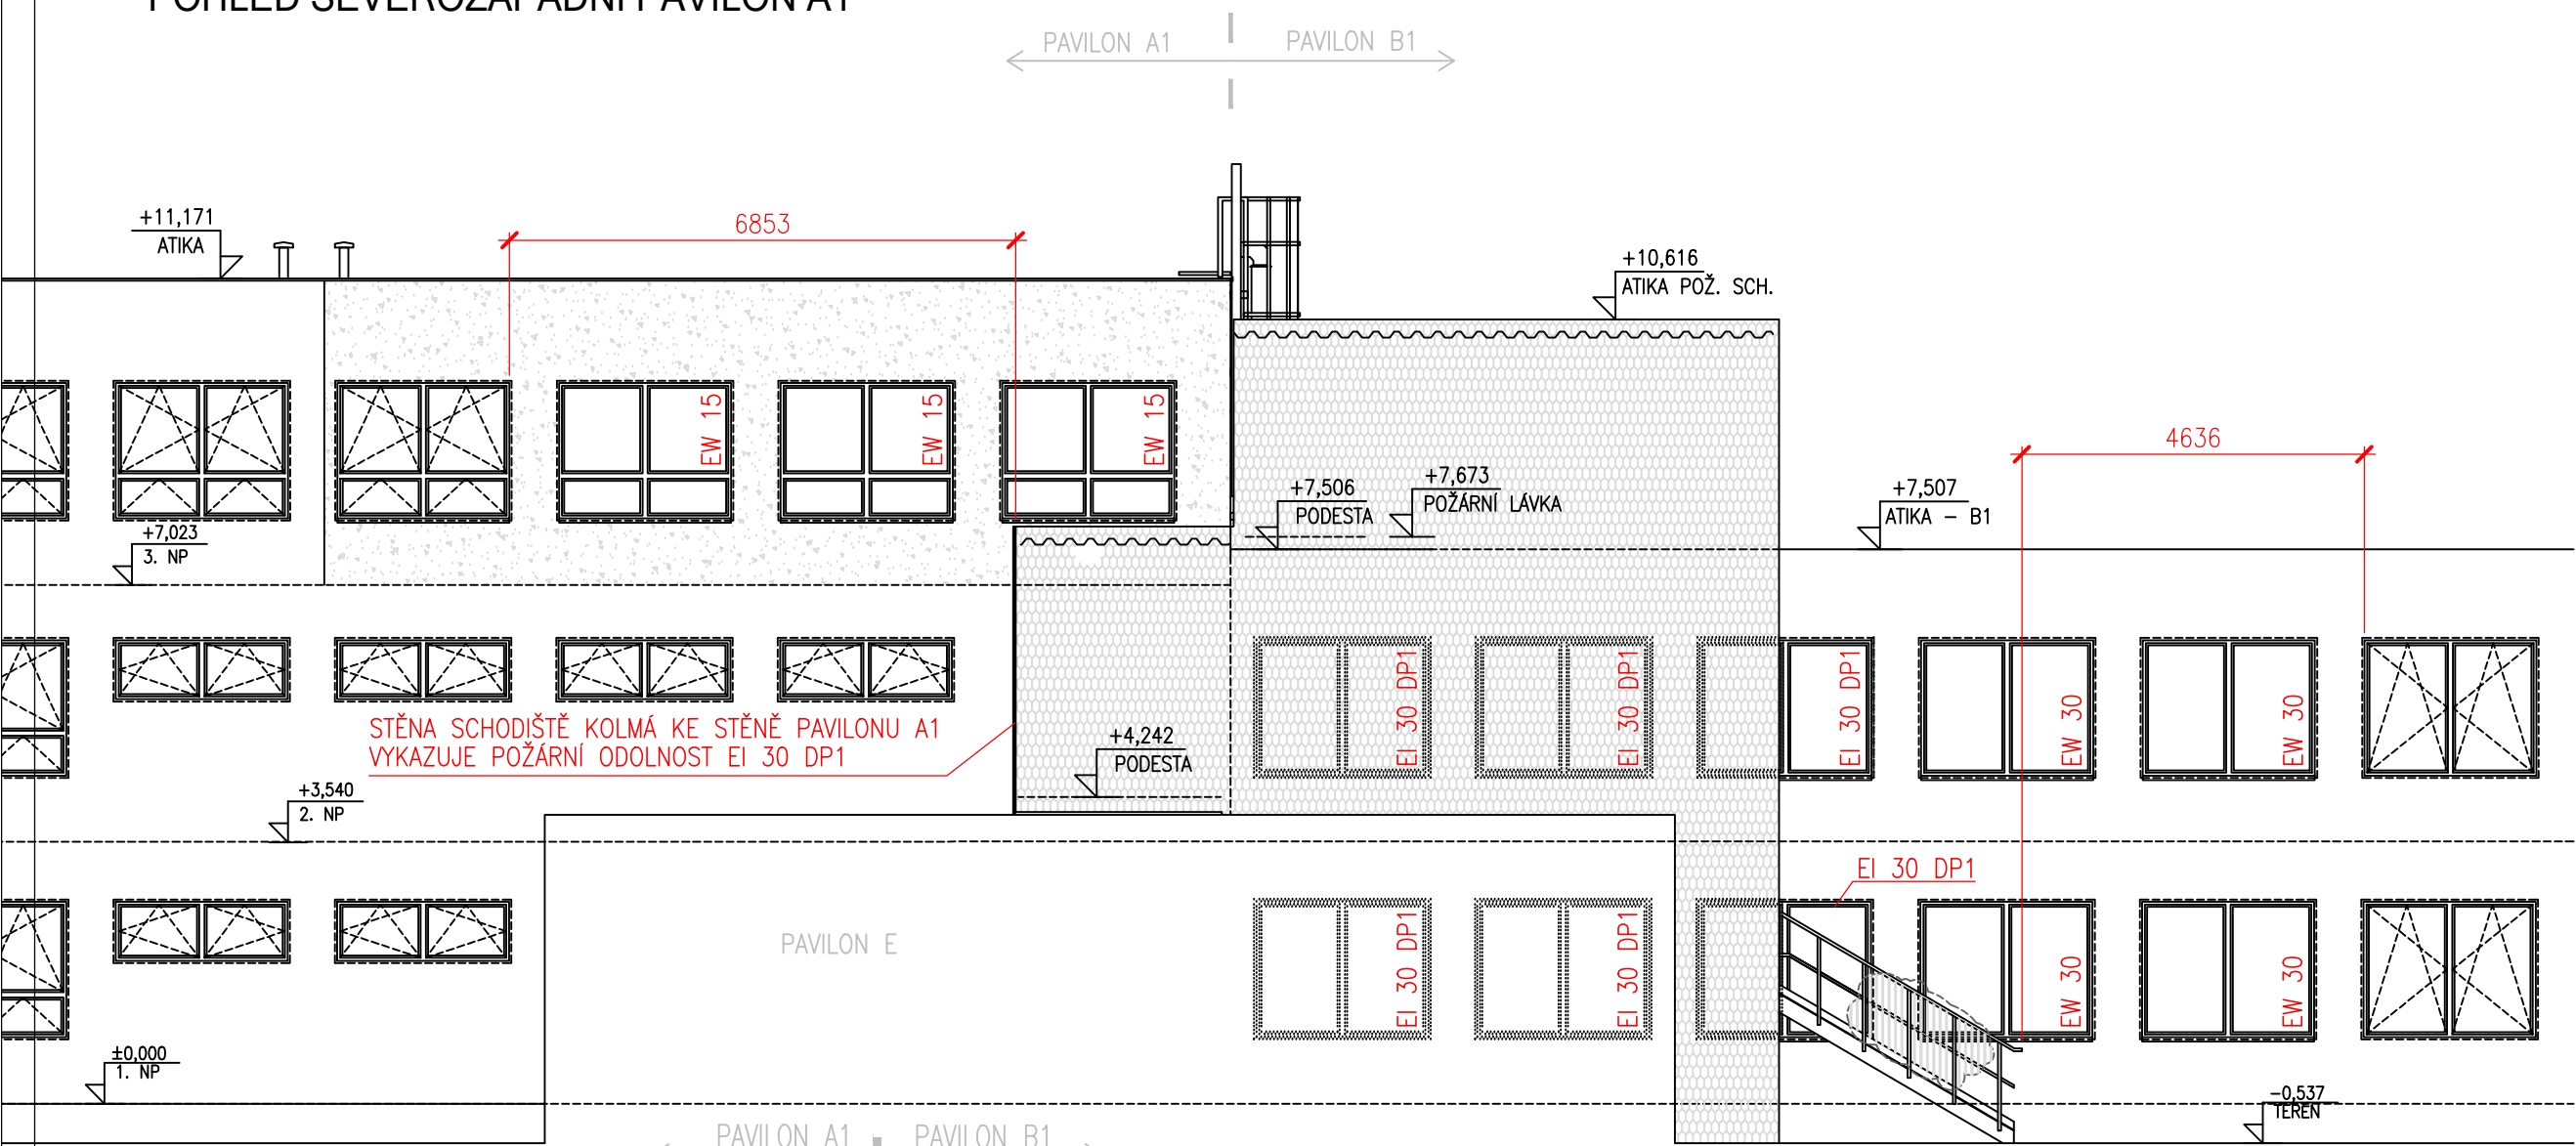 POHLED SEVEROZÁPADNÍ PAVILON A1
PAVILON A1
PAVILON B1
+11,171
ATIKA
6853
+10,616
ATIKA POŽ. SCH.
EW 15
EW 15
EW 15
4636
+7,506
PODESTA
+7,673
POŽÁRNÍ LÁVKA
+7,507
ATIKA – B1
+7,023
3. NP
EI 30 DP1
EI 30 DP1
EI 30 DP1
EW 30
EW 30
STĚNA SCHODIŠTĚ KOLMÁ KE STĚNĚ PAVILONU A1
VYKAZUJE POŽÁRNÍ ODOLNOST EI 30 DP1
+4,242
PODESTA
+3,540
2. NP
EI 30 DP1
PAVILON E
EI 30 DP1
EI 30 DP1
EW 30
EW 30
±0,000
1. NP
-0,537
TERÉN
PAVILON A1
PAVILON B1